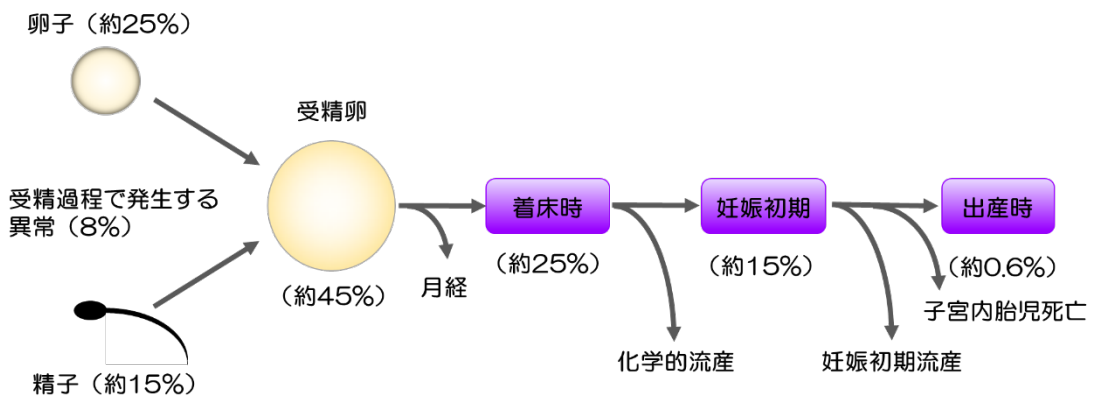 卵子（約25%）
受精卵
受精過程で発生する
異常（8%）
精子（約15%）
（約45%）
月経
着床時
（約25%）
化学的流産
妊娠初期
（約15%）
妊娠初期流産
出産時
（約0.6%）
子宮内胎児死亡